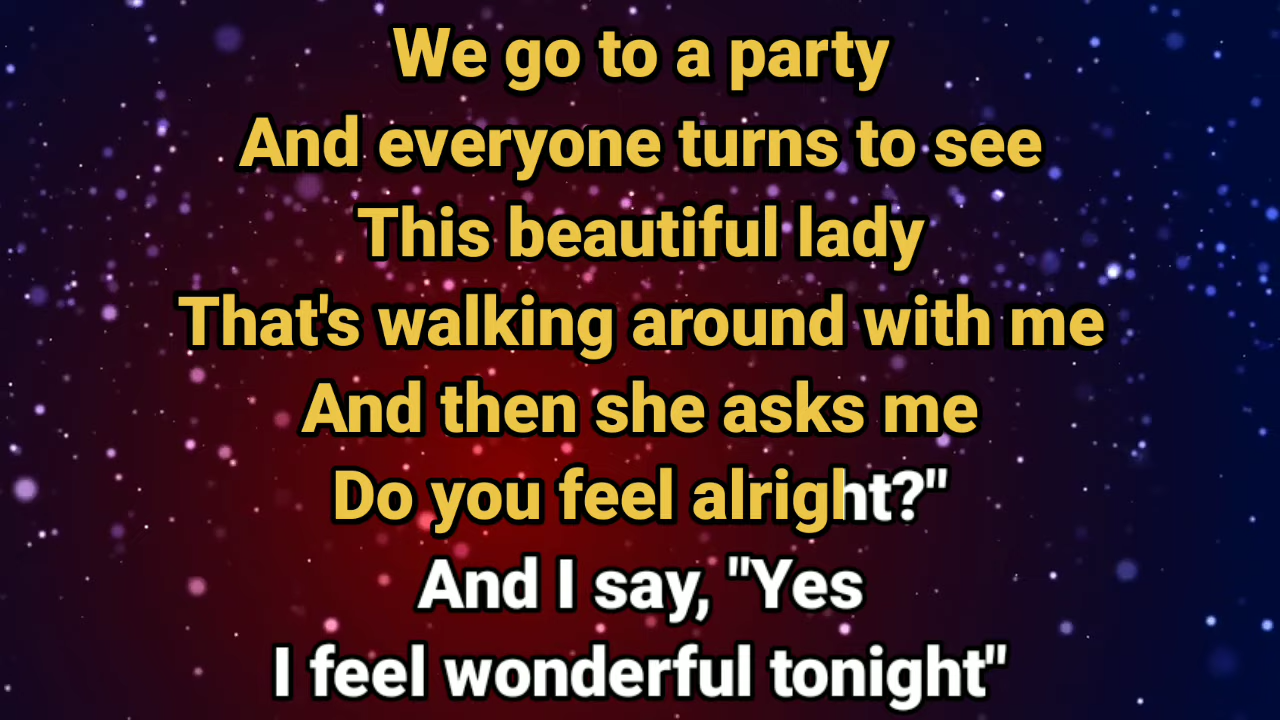 We go to a party
And everyone turns to see
This beautiful lady
That's walking around with me
And then she asks me
Do you feel alright?"
And I say, "Yes
I feel wonderful tonight"